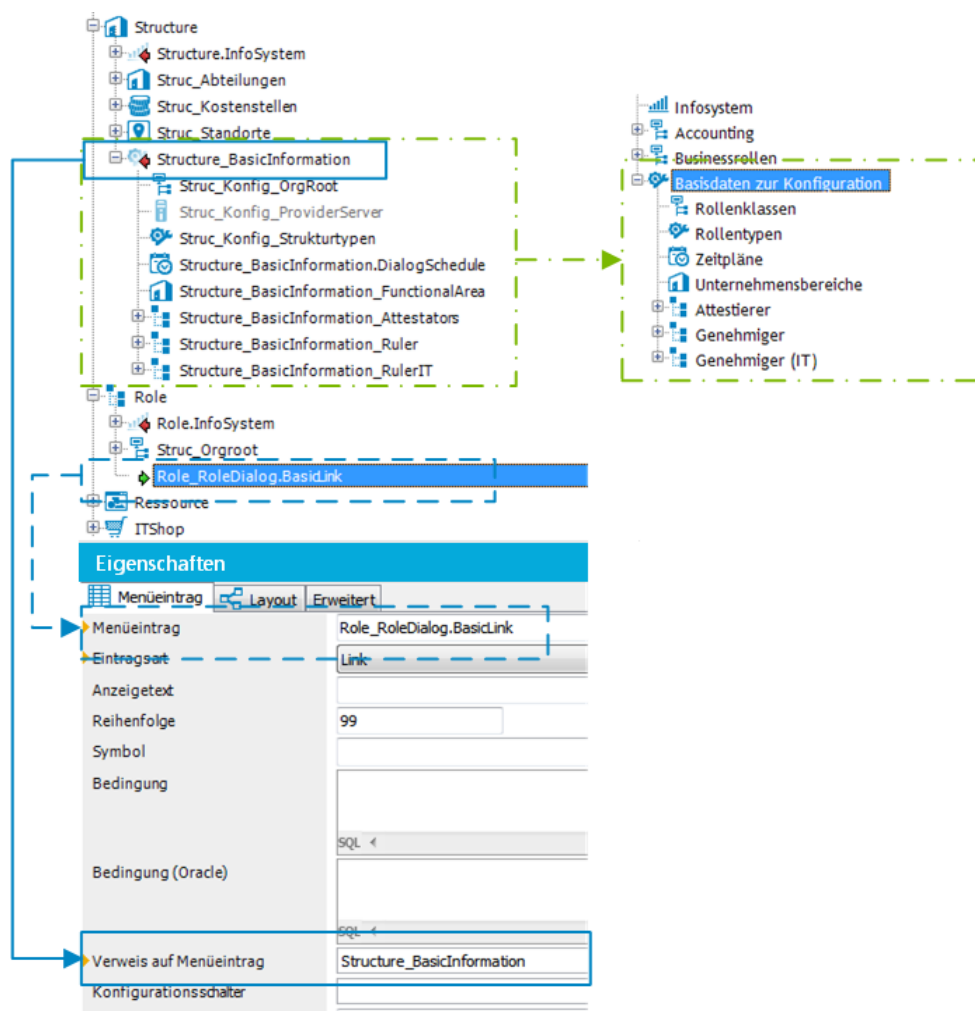 Structure
Structure.InfoSystem
Struc_Abteilungen
Struc_Kostenstellen
Struc_Standorte
Structure_BasicInformation
Struc_Konfig_OrgRoot
Struc_Konfig_ProviderServer
Struc_Konfig_Strukturtypen
Structure_BasicInformation.DialogSchedule
Structure_BasicInformation_FunctionalArea
Structure_BasicInformation_Attestators
Structure_BasicInformation_Ruler
Structure_BasicInformation_RulerIT
Role
Role.InfoSystem
Struc_Orgroot
Role_RoleDialog.BasicLink
Ressource
ITShop
Infosystem
Accounting
Businessrollen
Basisdaten zur Konfiguration
Rollenklassen
Rollentypen
Zeitpläne
Unternehmensbereiche
Attestierer
Genehmiger
Genehmiger (IT)
Eigenschaften
Menüeintrag Layout Erweitert
Menüeintrag Role_RoleDialog.BasicLink
Eintragsart Link
Anzeigetext
Reihenfolge 99
Symbol
Bedingung
SQL
Bedingung (Oracle)
SQL
Verweis auf Menüeintrag Structure_BasicInformation
Konfigurationsschalter